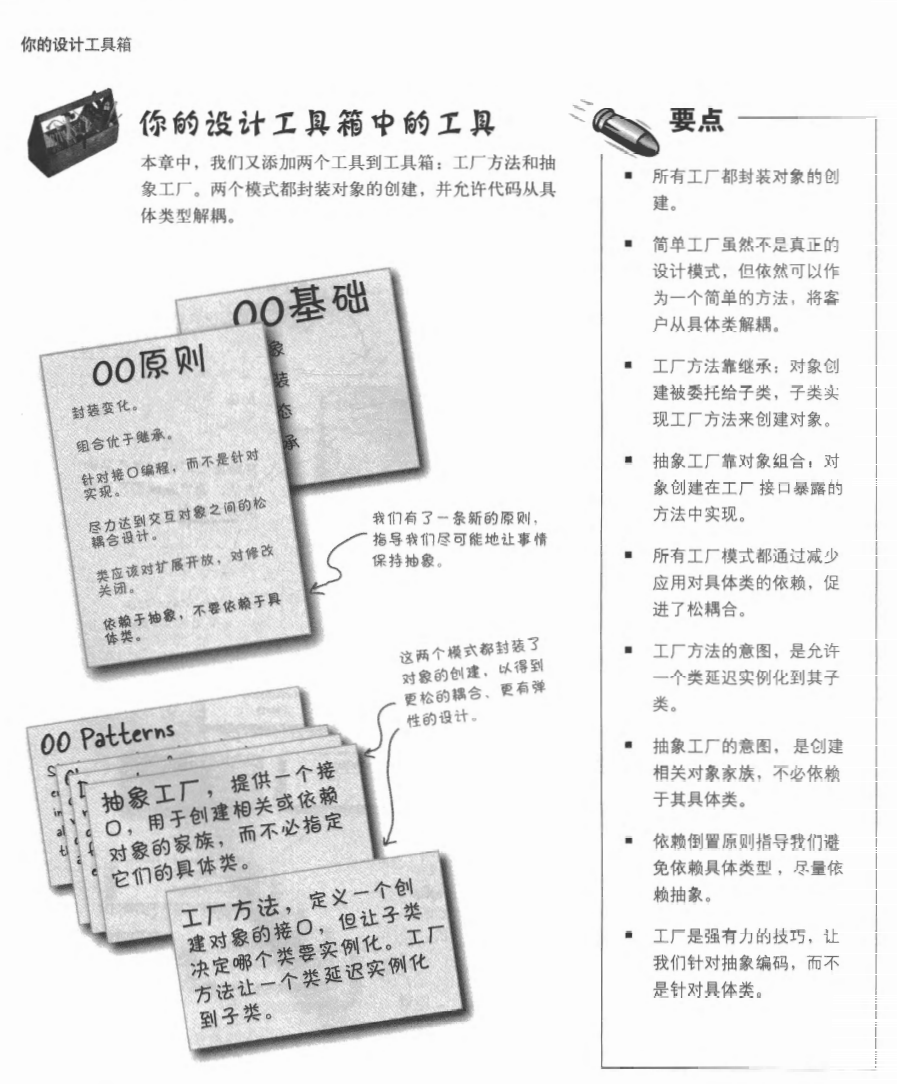 你的设计工具箱
你的设计工具箱中的工具
本章中，我们又添加两个工具到工具箱：工厂方法和抽
象工厂。两个模式都封装对象的创建，并允许代码从具
体类型解耦。
OO基础
象
装
态
承
OO原则
封装变化。
组合优于继承。
针对接口编程，而不是针对
实现。
尽力达到交互对象之间的松
耦合设计。
类应该对扩展开放，对修改
关闭。
依赖于抽象，不要依赖于具
体类。
我们有了一条新的原则，
指导我们尽可能地让事情
保持抽象。
这两个模式都封装了
对象的创建，以得到
更松的耦合、更有弹
性的设计。
OO Patterns
抽象工厂，提供一个接
口，用于创建相关或依赖
对象的家族，而不必指定
它们的具体类。
工厂方法，定义一个创
建对象的接口，但让子类
决定哪个类要实例化。工厂
方法让一个类延迟实例化
到子类。
要点
▪ 所有工厂都封装对象的创
建。
▪ 简单工厂虽然不是真正的
设计模式，但依然可以作
为一个简单的方法，将客
户从具体类解耦。
▪ 工厂方法靠继承：对象创
建被委托给子类，子类实
现工厂方法来创建对象。
▪ 抽象工厂靠对象组合：对
象创建在工厂接口暴露的
方法中实现。
▪ 所有工厂模式都通过减少
应用对具体类的依赖，促
进了松耦合。
▪ 工厂方法的意图，是允许
一个类延迟实例化到其子
类。
▪ 抽象工厂的意图，是创建
相关对象家族，不必依赖
于其具体类。
▪ 依赖倒置原则指导我们避
免依赖具体类型，尽量依
赖抽象。
▪ 工厂是强有力的技巧，让
我们针对抽象编码，而不
是针对具体类。